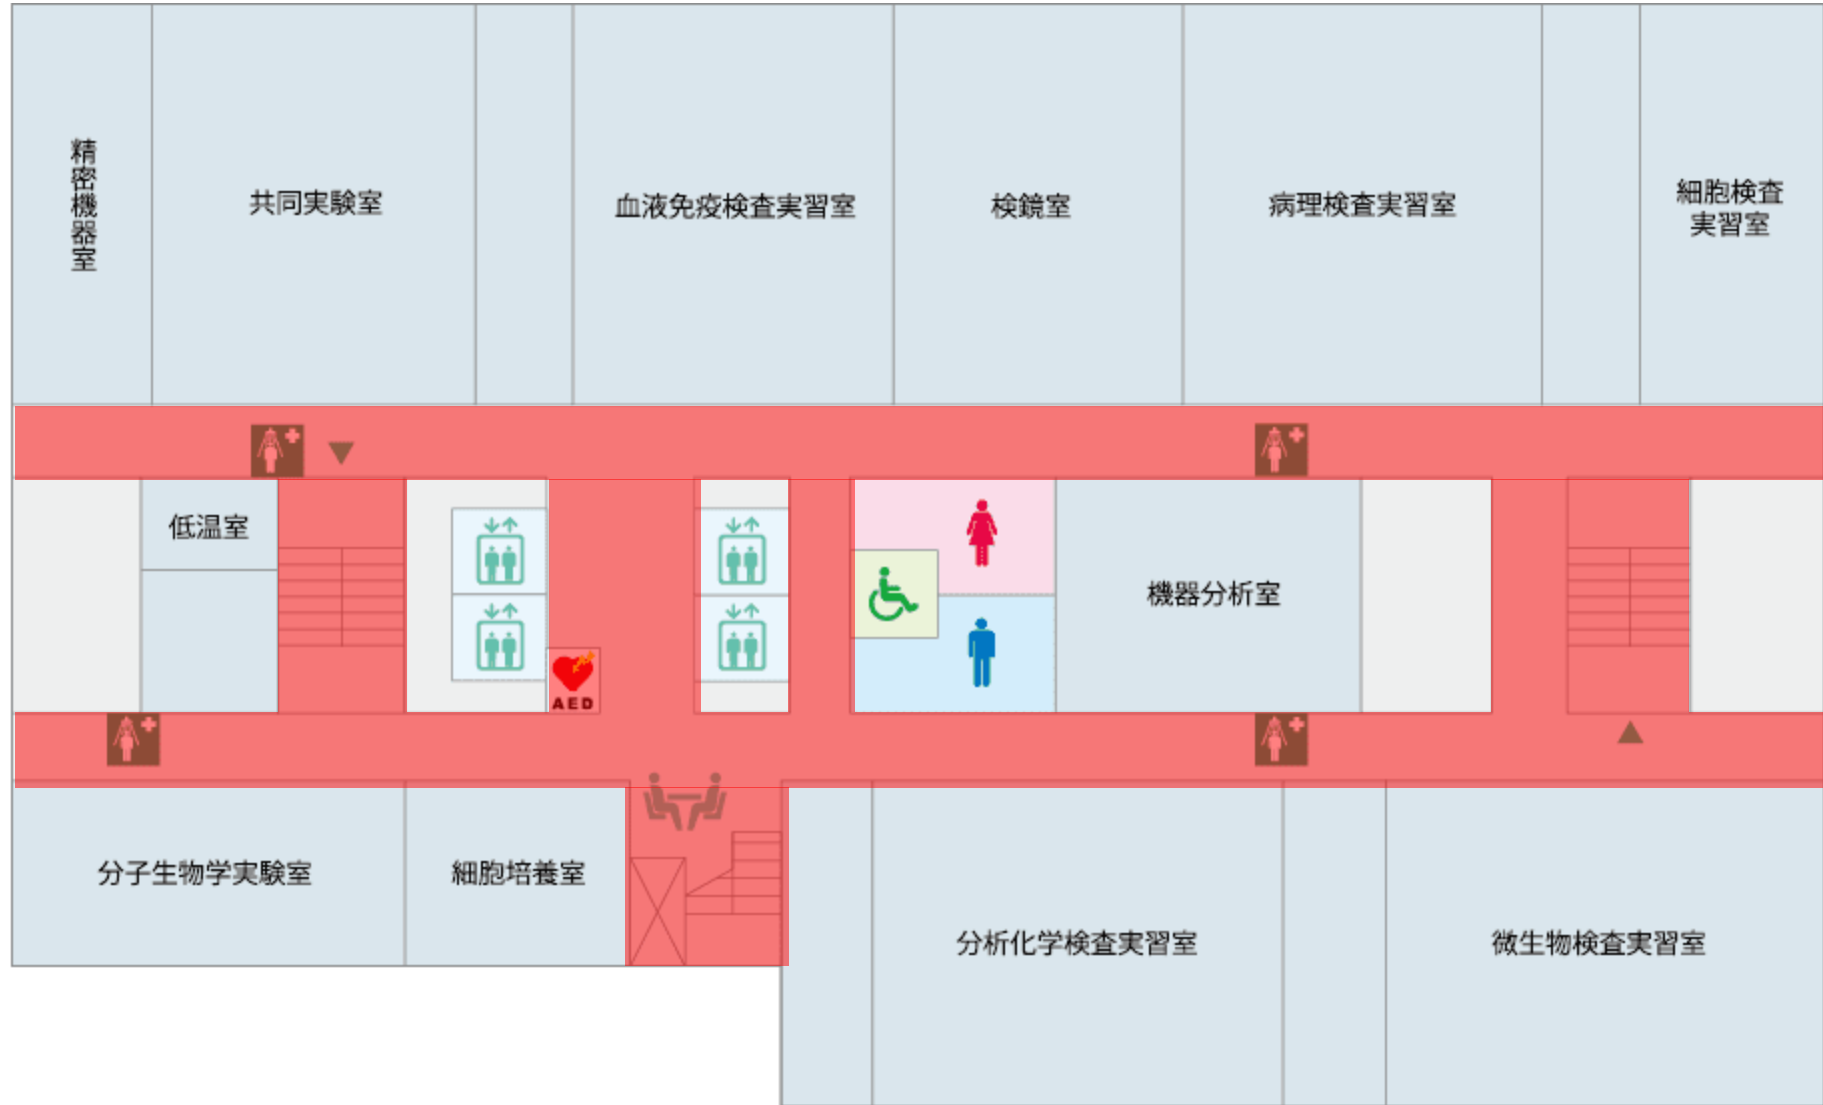 精密機器室
共同実験室
血液免疫検査実習室
検鏡室
病理検査実習室
細胞検査
実習室
低温室
機器分析室
AED
分子生物学実験室
細胞培養室
分析化学検査実習室
微生物検査実習室